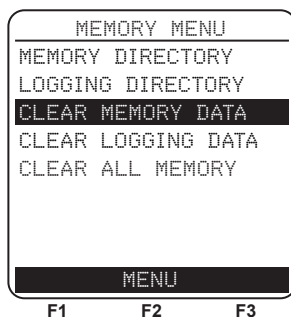 MEMORY MENU
MEMORY DIRECTORY
LOGGING DIRECTORY
CLEAR MEMORY DATA
CLEAR LOGGING DATA
CLEAR ALL MEMORY
MENU
F1 F2 F3